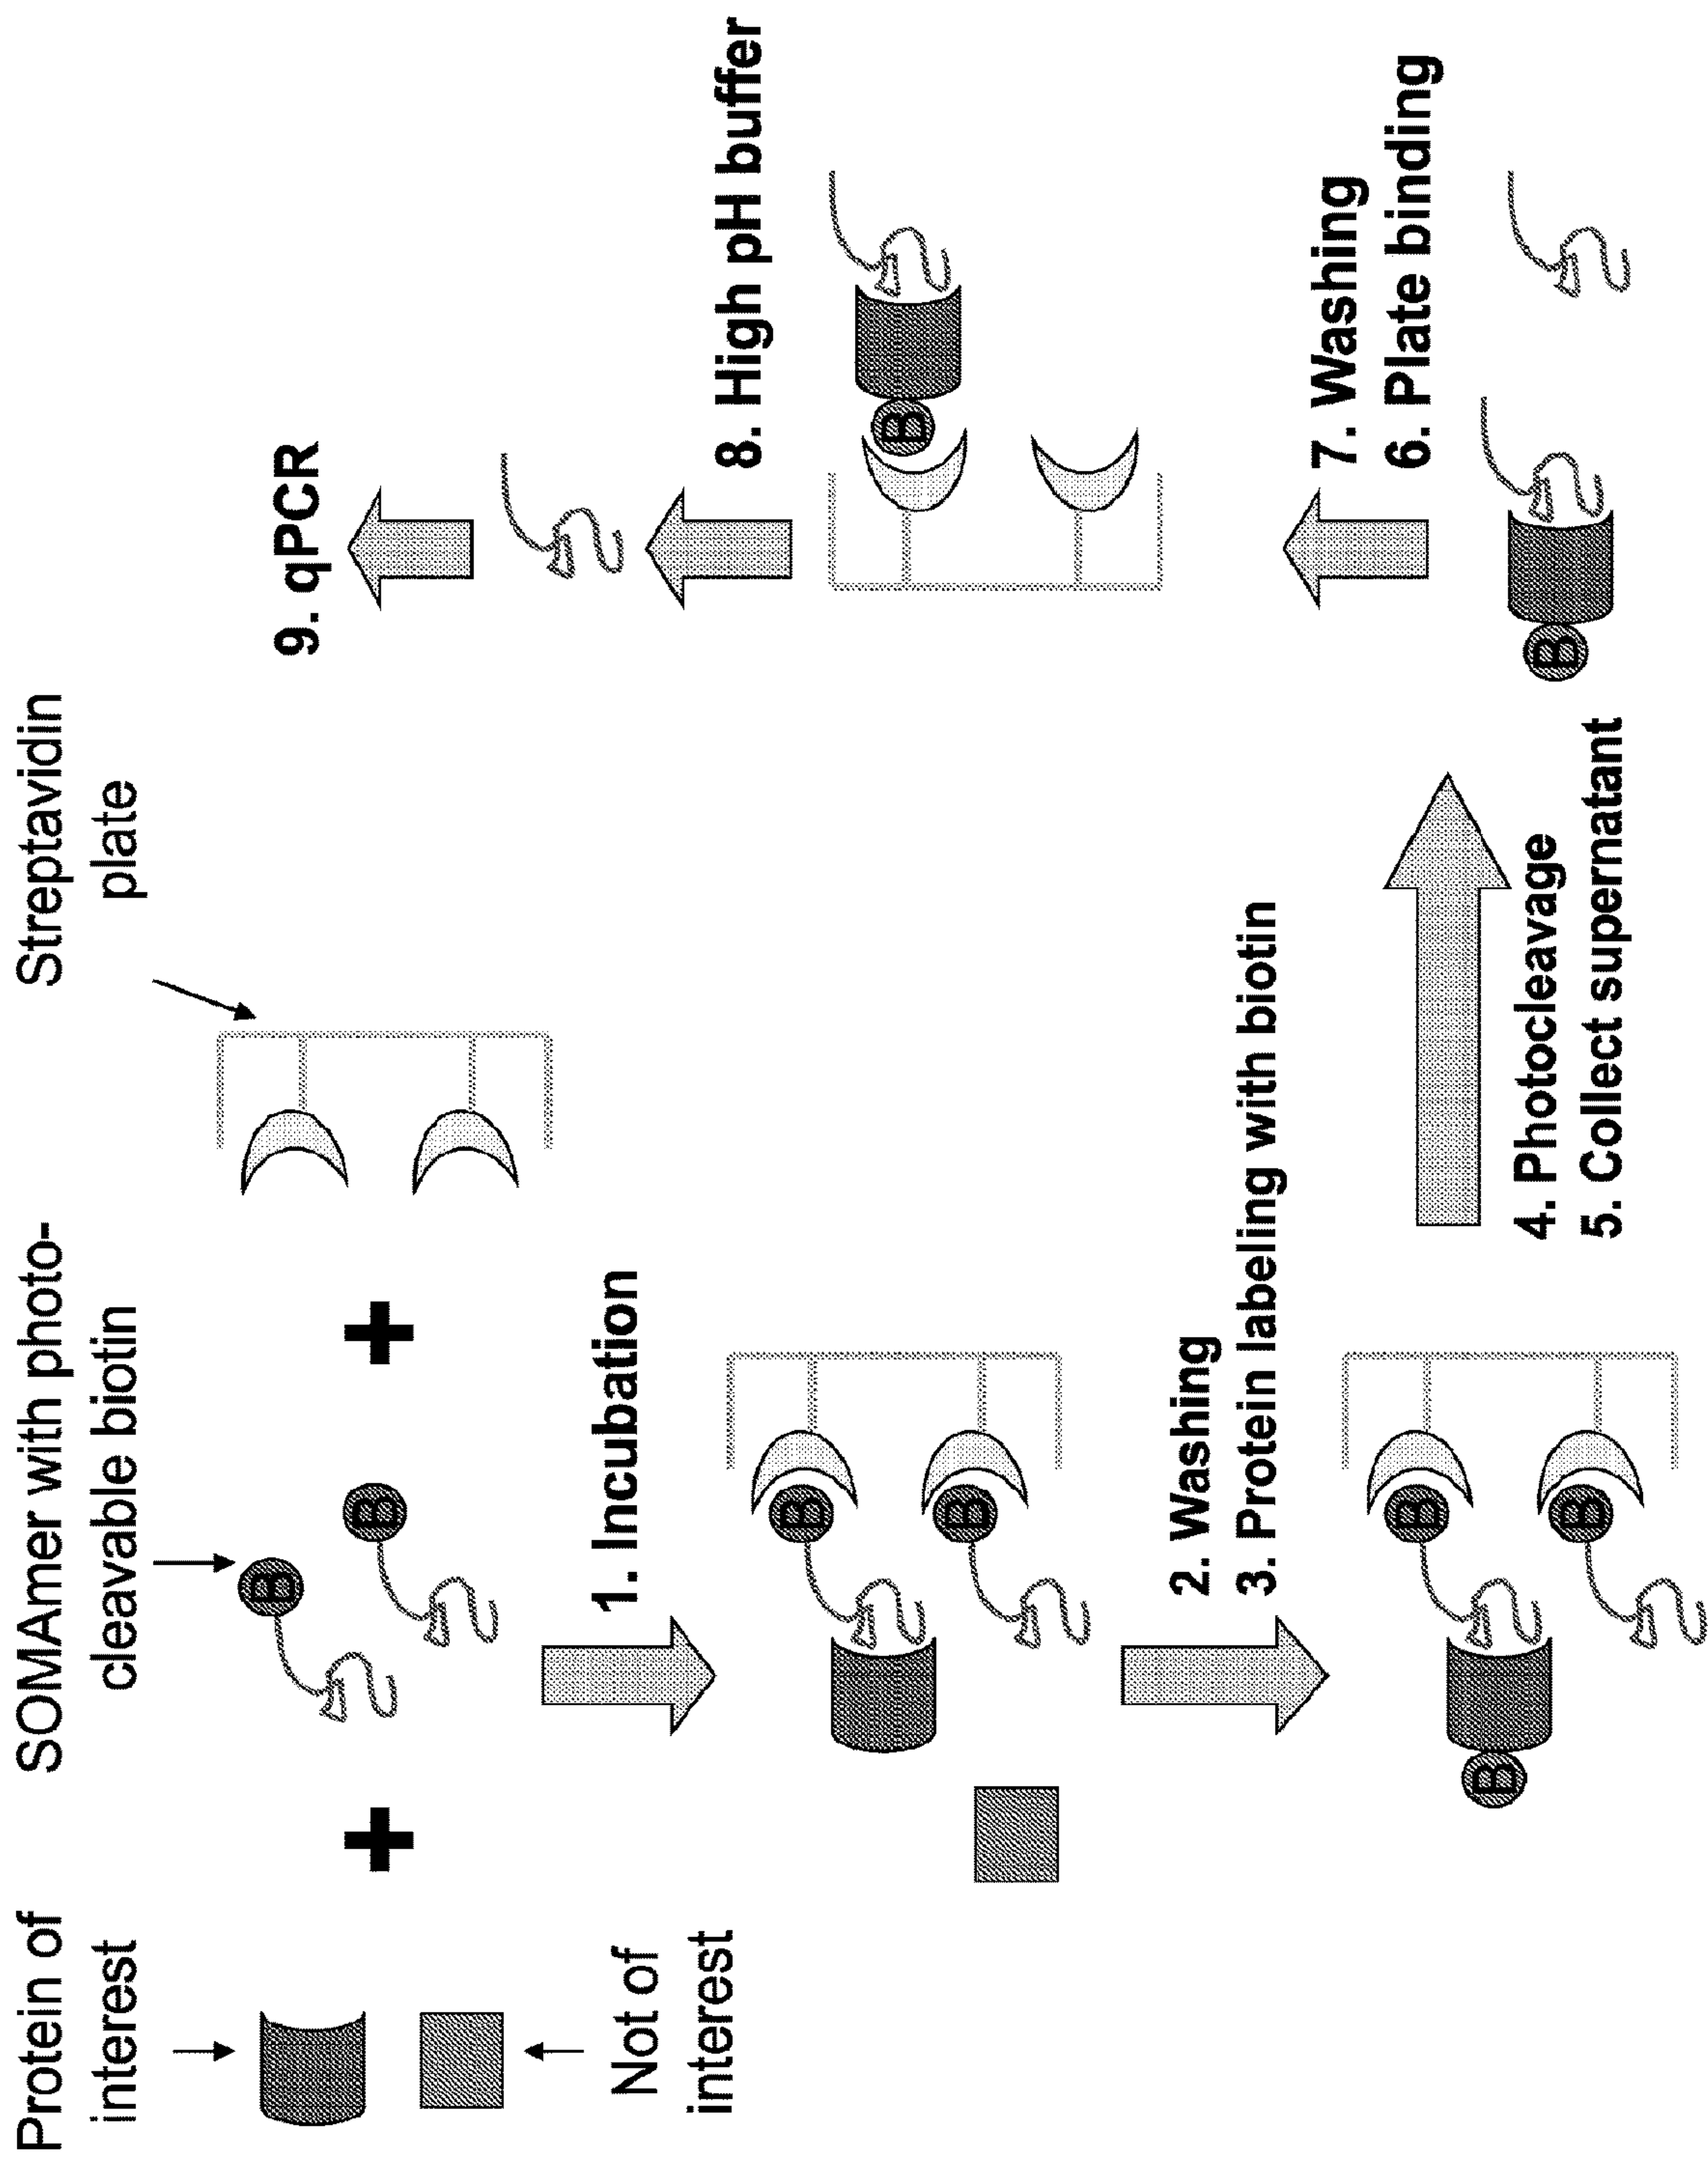 Protein of
interest
SOMAmer with photo-
cleavable biotin
Streptavidin
plate
B
B
Not of
interest
1. Incubation
B
B
2. Washing
3. Protein labeling with biotin
B
B
B
4. Photocleavage
5. Collect supernatant
B
7. Washing
6. Plate binding
B
8. High pH buffer
9. qPCR